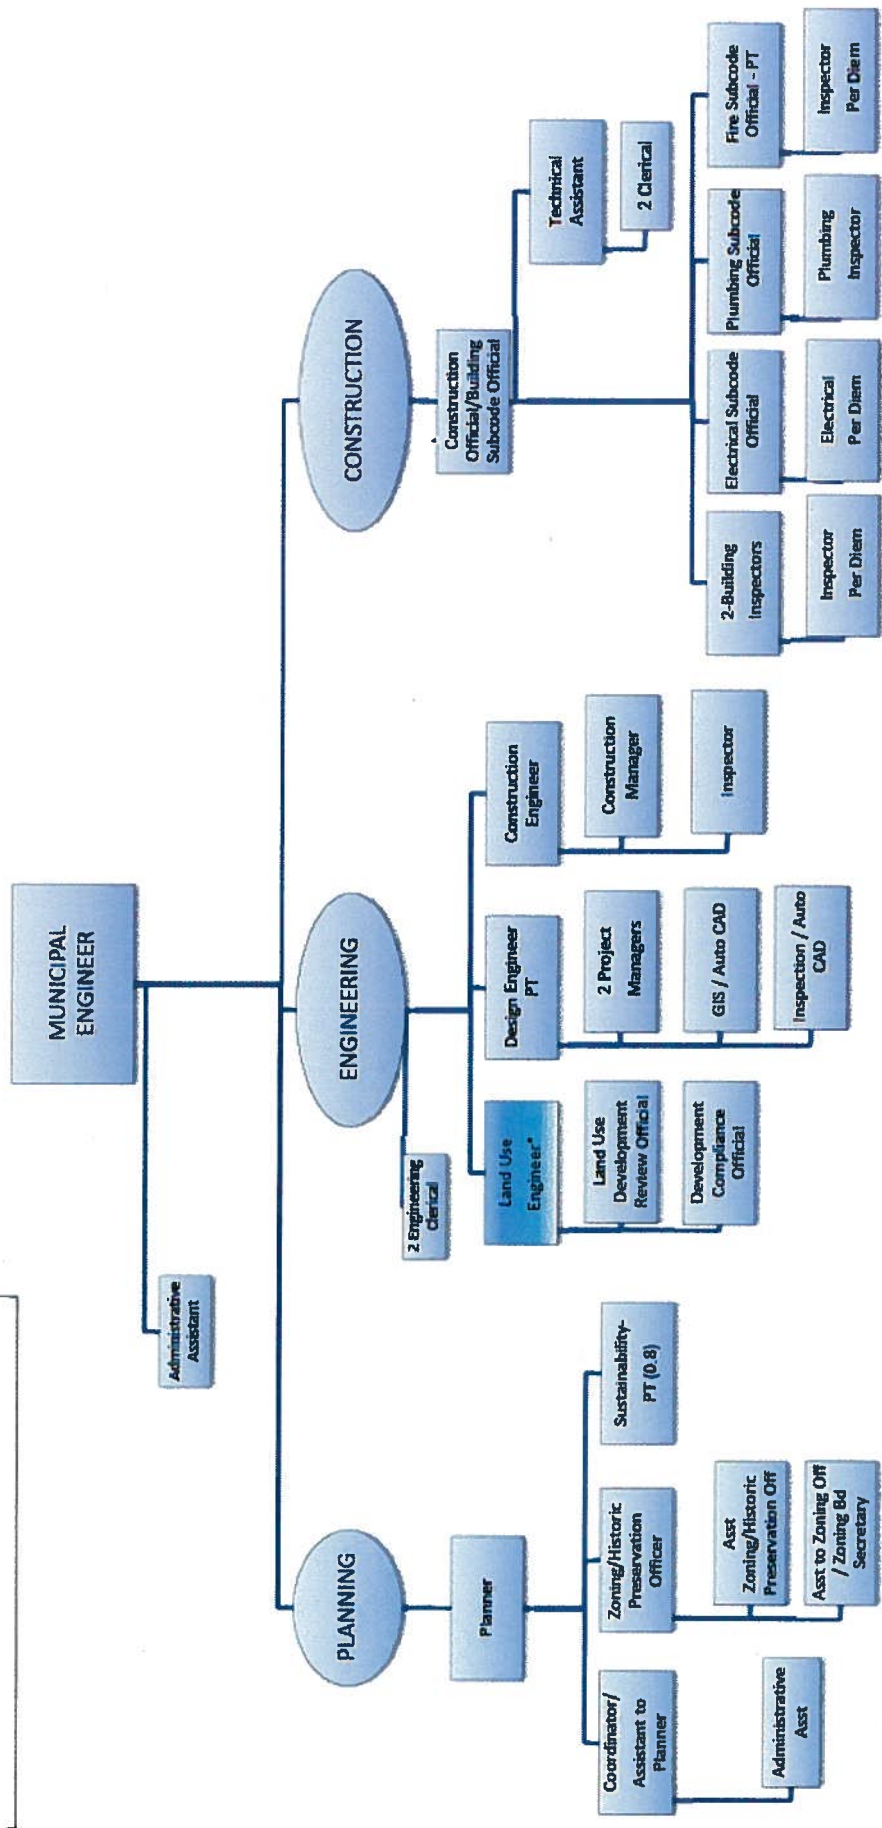 MUNICIPAL
ENGINEER
Administrative
Assistant
PLANNING
Planner
Coordinator/
Assistant to
Planner
Administrative
Asst
Zoning/Historic
Preservation
Officer
Asst
Zoning/Historic
Preservation Off
Asst to Zoning Off
/ Zoning Bd
Secretary
Sustainability-
PT (0.8)
ENGINEERING
2 Engineering
clerical
Land Use
Engineer*
Land Use
Development
Review Official
Development
Compliance
Official
Design Engineer
PT
2 Project
Managers
GIS / Auto CAD
Inspection / Auto
CAD
Construction
Engineer
Construction
Manager
Inspector
CONSTRUCTION
Construction
Official/Building
Subcode Official
Technical
Assistant
2 Clerical
2-Building
Inspectors
Inspector
Per Diem
Electrical Subcode
Official
Electrical
Per Diem
Plumbing Subcode
Official
Plumbing
Inspector
Fire Subcode
Official - PT
Inspector
Per Diem